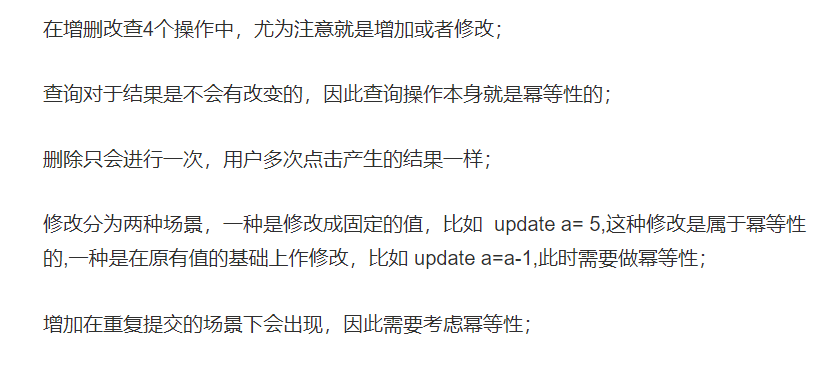 在增删改查4个操作中，尤为注意就是增加或者修改；
查询对于结果是不会有改变的，因此查询操作本身就是幂等性的；
删除只会进行一次，用户多次点击产生的结果一样；
修改分为两种场景，一种是修改成固定的值，比如  update a= 5,这种修改是属于幂等性
的,一种是在原有值的基础上作修改，比如 update a=a-1,此时需要做幂等性；
增加在重复提交的场景下会出现，因此需要考虑幂等性；